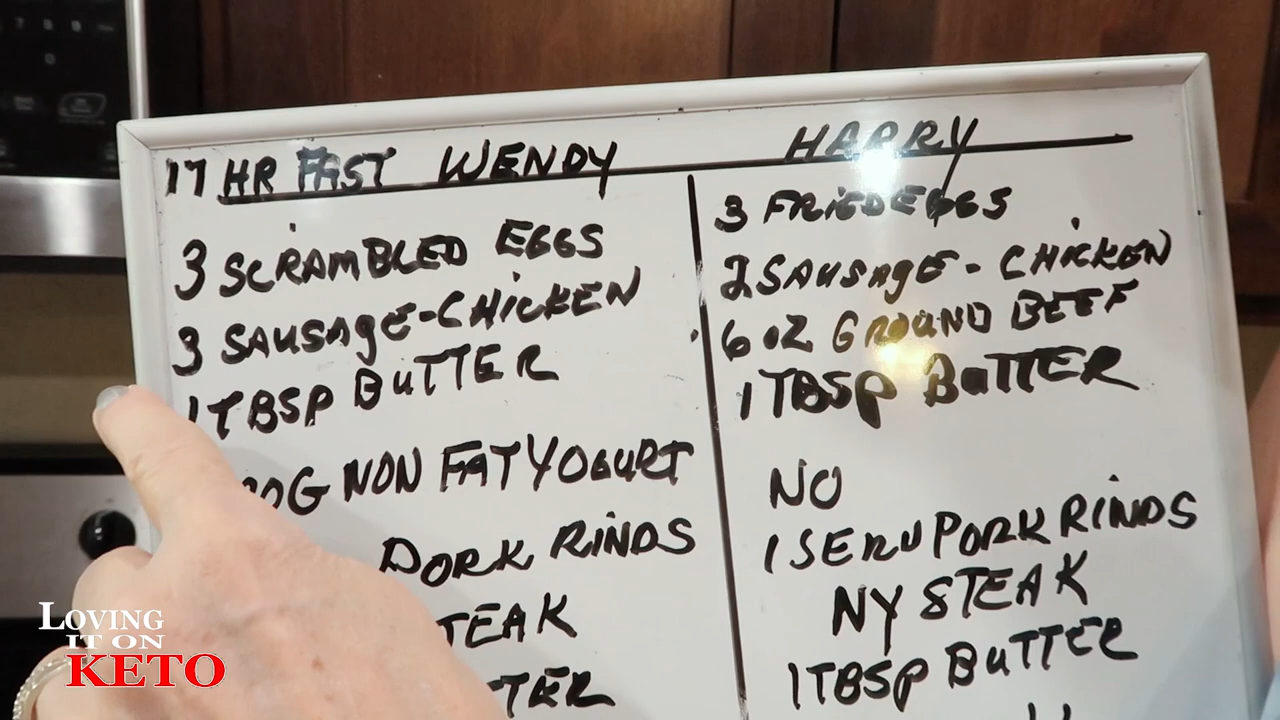 17 HR FAST WENDY
3 SCRAMBLED EGGS
3 SAUSAGE-CHICKEN
1 TBSP BUTTER
NON FAT YOGURT
PORK RINDS
HARRY
3 FRIED EGGS
2 SAUSAGE - CHICKEN
6 OZ GROUND BEEF
1 TBSP BUTTER
NO
1 SERV PORK RINDS
NY STEAK
1 TBSP BUTTER
LOVING
IT ON
KETO